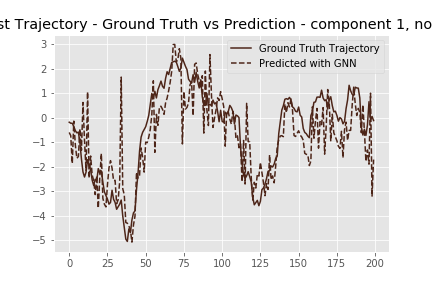 st Trajectory - Ground Truth vs Prediction - component 1, no
Ground Truth Trajectory
Predicted with GNN
3
2
1
0
−1
−2
−3
−4
−5
0 25 50 75 100 125 150 175 200